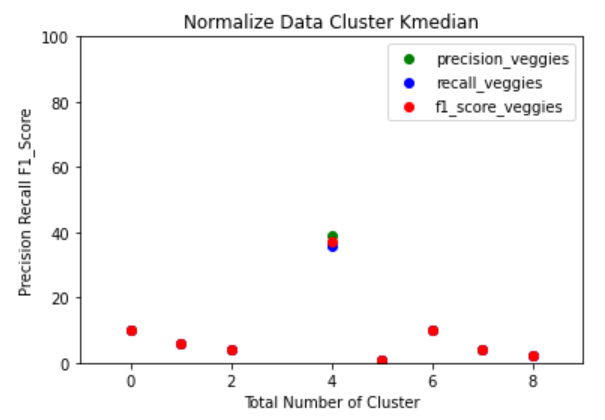 Normalize Data Cluster Kmedian
100
80
60
40
20
0
Precision Recall F1_Score
precision_veggies
recall_veggies
f1_score_veggies
0 2 4 6 8
Total Number of Cluster